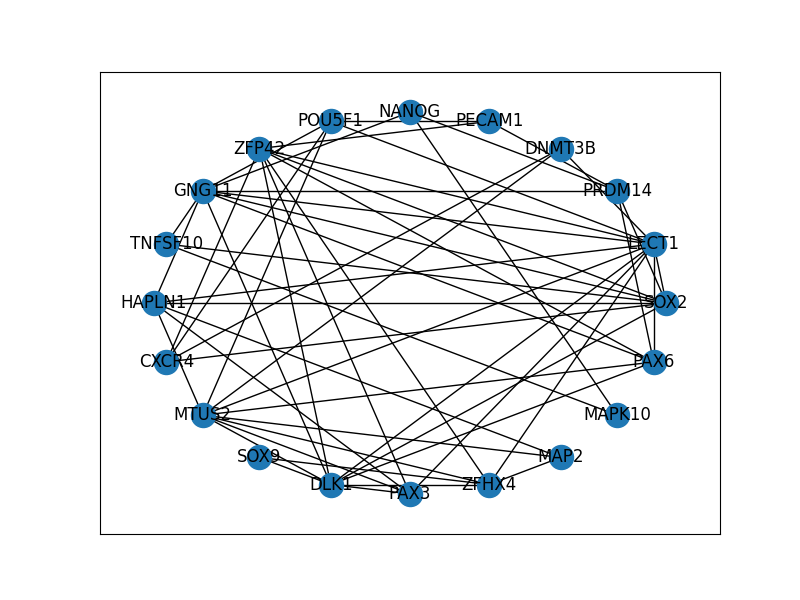 NANOG
POU5F1
PECAM1
ZFP42
DNMT3B
GNG11
PRDM14
TNFSF10
LECT1
HAPLN1
SOX2
CXCR4
PAX6
MTUS2
MAPK10
SOX9
MAP2
DLK1
ZFHX4
PAX3